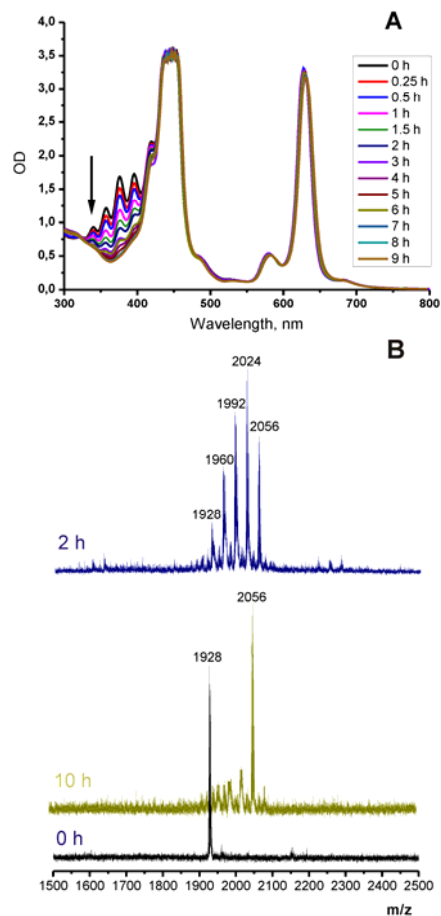 A
4,0
3,5
3,0
2,5
2,0
1,5
1,0
0,5
0,0
OD
0 h
0.25 h
0.5 h
1 h
1.5 h
2 h
3 h
4 h
5 h
6 h
7 h
8 h
9 h
300 400 500 600 700 800
Wavelength, nm
B
2024
1992
2056
1960
1928
2 h
2056
1928
10 h
0 h
1500 1600 1700 1800 1900 2000 2100 2200 2300 2400 2500
m/z